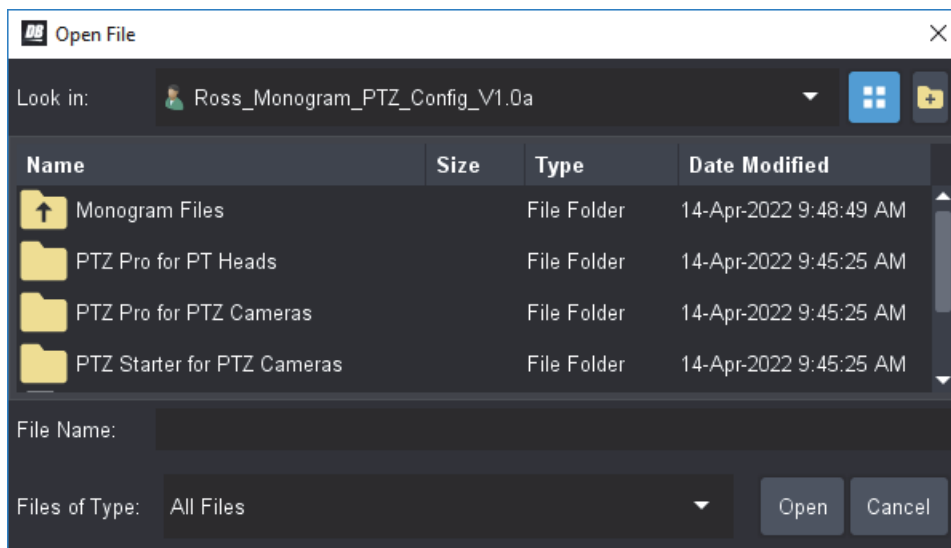 DB Open File
Look in: Ross_Monogram_PTZ_Config_V1.0a
Name Size Type Date Modified
Monogram Files File Folder 14-Apr-2022 9:48:49 AM
PTZ Pro for PT Heads File Folder 14-Apr-2022 9:45:25 AM
PTZ Pro for PTZ Cameras File Folder 14-Apr-2022 9:45:25 AM
PTZ Starter for PTZ Cameras File Folder 14-Apr-2022 9:45:25 AM
File Name:
Files of Type: All Files Open Cancel